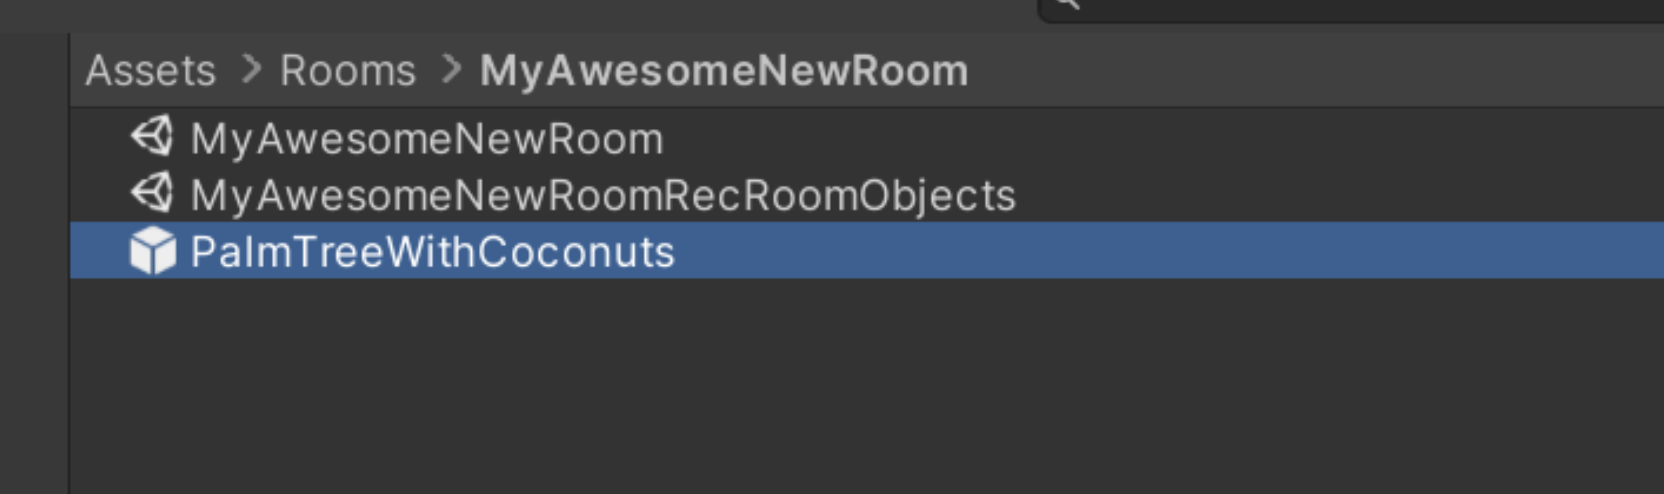 Assets > Rooms > MyAwesomeNewRoom
MyAwesomeNewRoom
MyAwesomeNewRoomRecRoomObjects
PalmTreeWithCoconuts